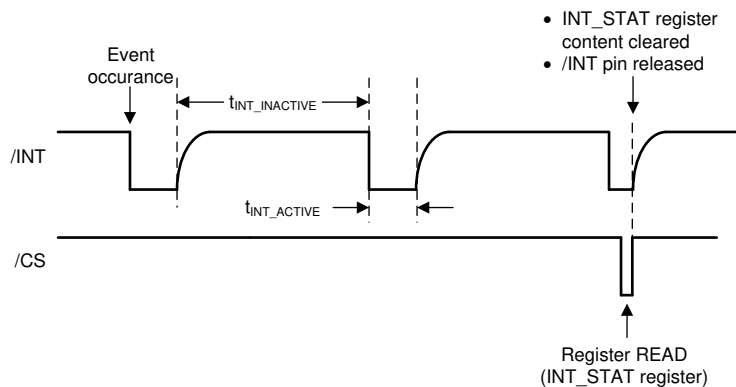 • INT_STAT register
content cleared
• /INT pin released
Event
occurance
tINT_INACTIVE
/INT
tINT_ACTIVE
/CS
Register READ
(INT_STAT register)